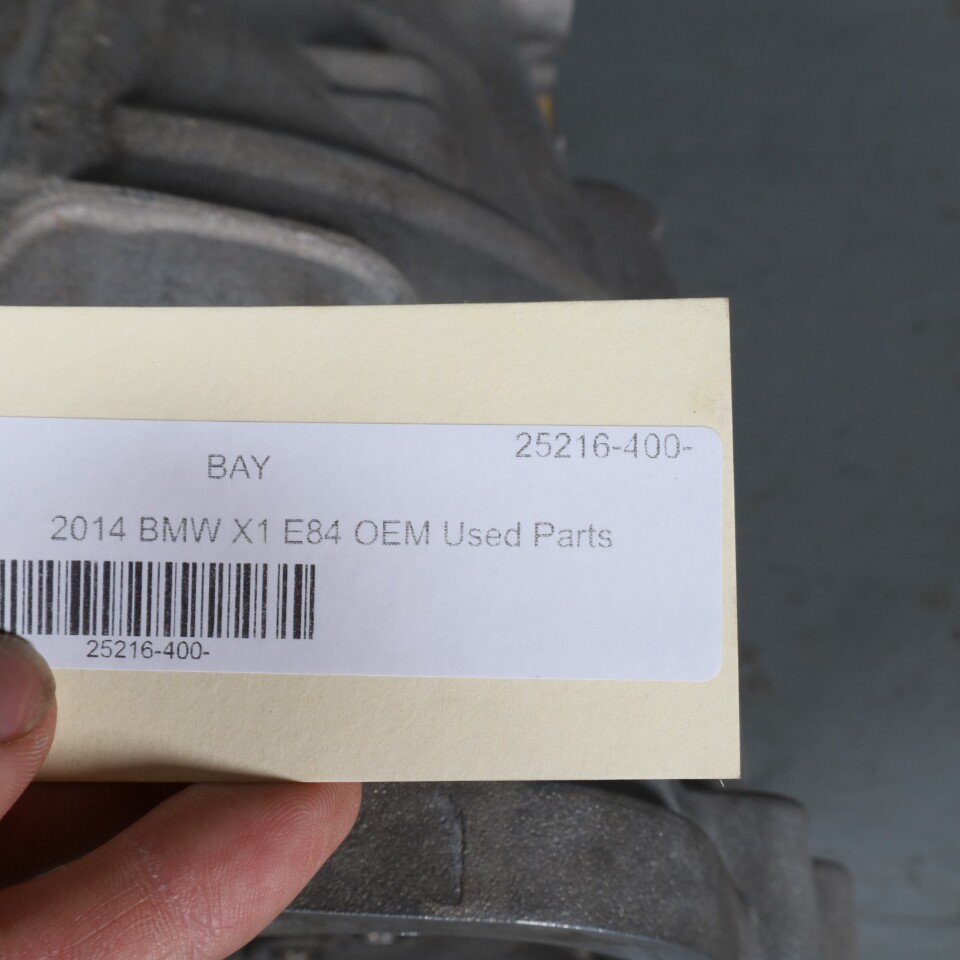 25216-400-
BAY
2014 BMW X1 E84 OEM Used Parts
25216-400-